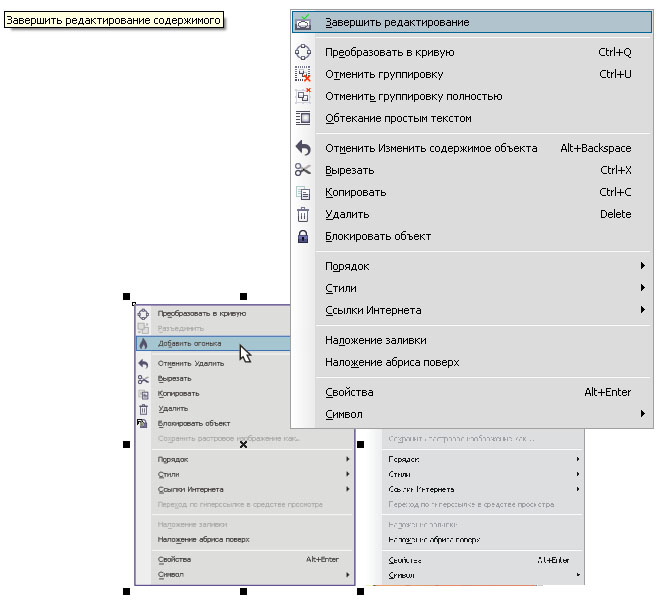 Завершить редактирование содержимого
Завершить редактирование
Преобразовать в кривую Ctrl+Q
Отменить группировку Ctrl+U
Отменить группировку полностью
Обтекание простым текстом
Отменить Изменить содержимое объекта Alt+Backspace
Вырезать Ctrl+X
Копировать Ctrl+C
Удалить Delete
Блокировать объект
Порядок
Стили
Ссылки Интернета
Наложение заливки
Наложение абриса поверх
Свойства Alt+Enter
Символ
Преобразовать в кривую
Разъединить
Добавить огонька
Отменить Удалить
Вырезать
Копировать
Удалить
Блокировать объект
Сохранить растровое изображение как...
Порядок
Стили
Ссылки Интернета
Переход по гиперссылке в средстве просмотра
Наложение заливки
Наложение абриса поверх
Свойства Alt+Enter
Символ
Сохранить растровое изображение как...
Порядок
Стили
Ссылки Интернета
Переход по гиперссылке в средстве просмотра
Наложение заливки
Наложение абриса поверх
Свойства Alt+Enter
Символ